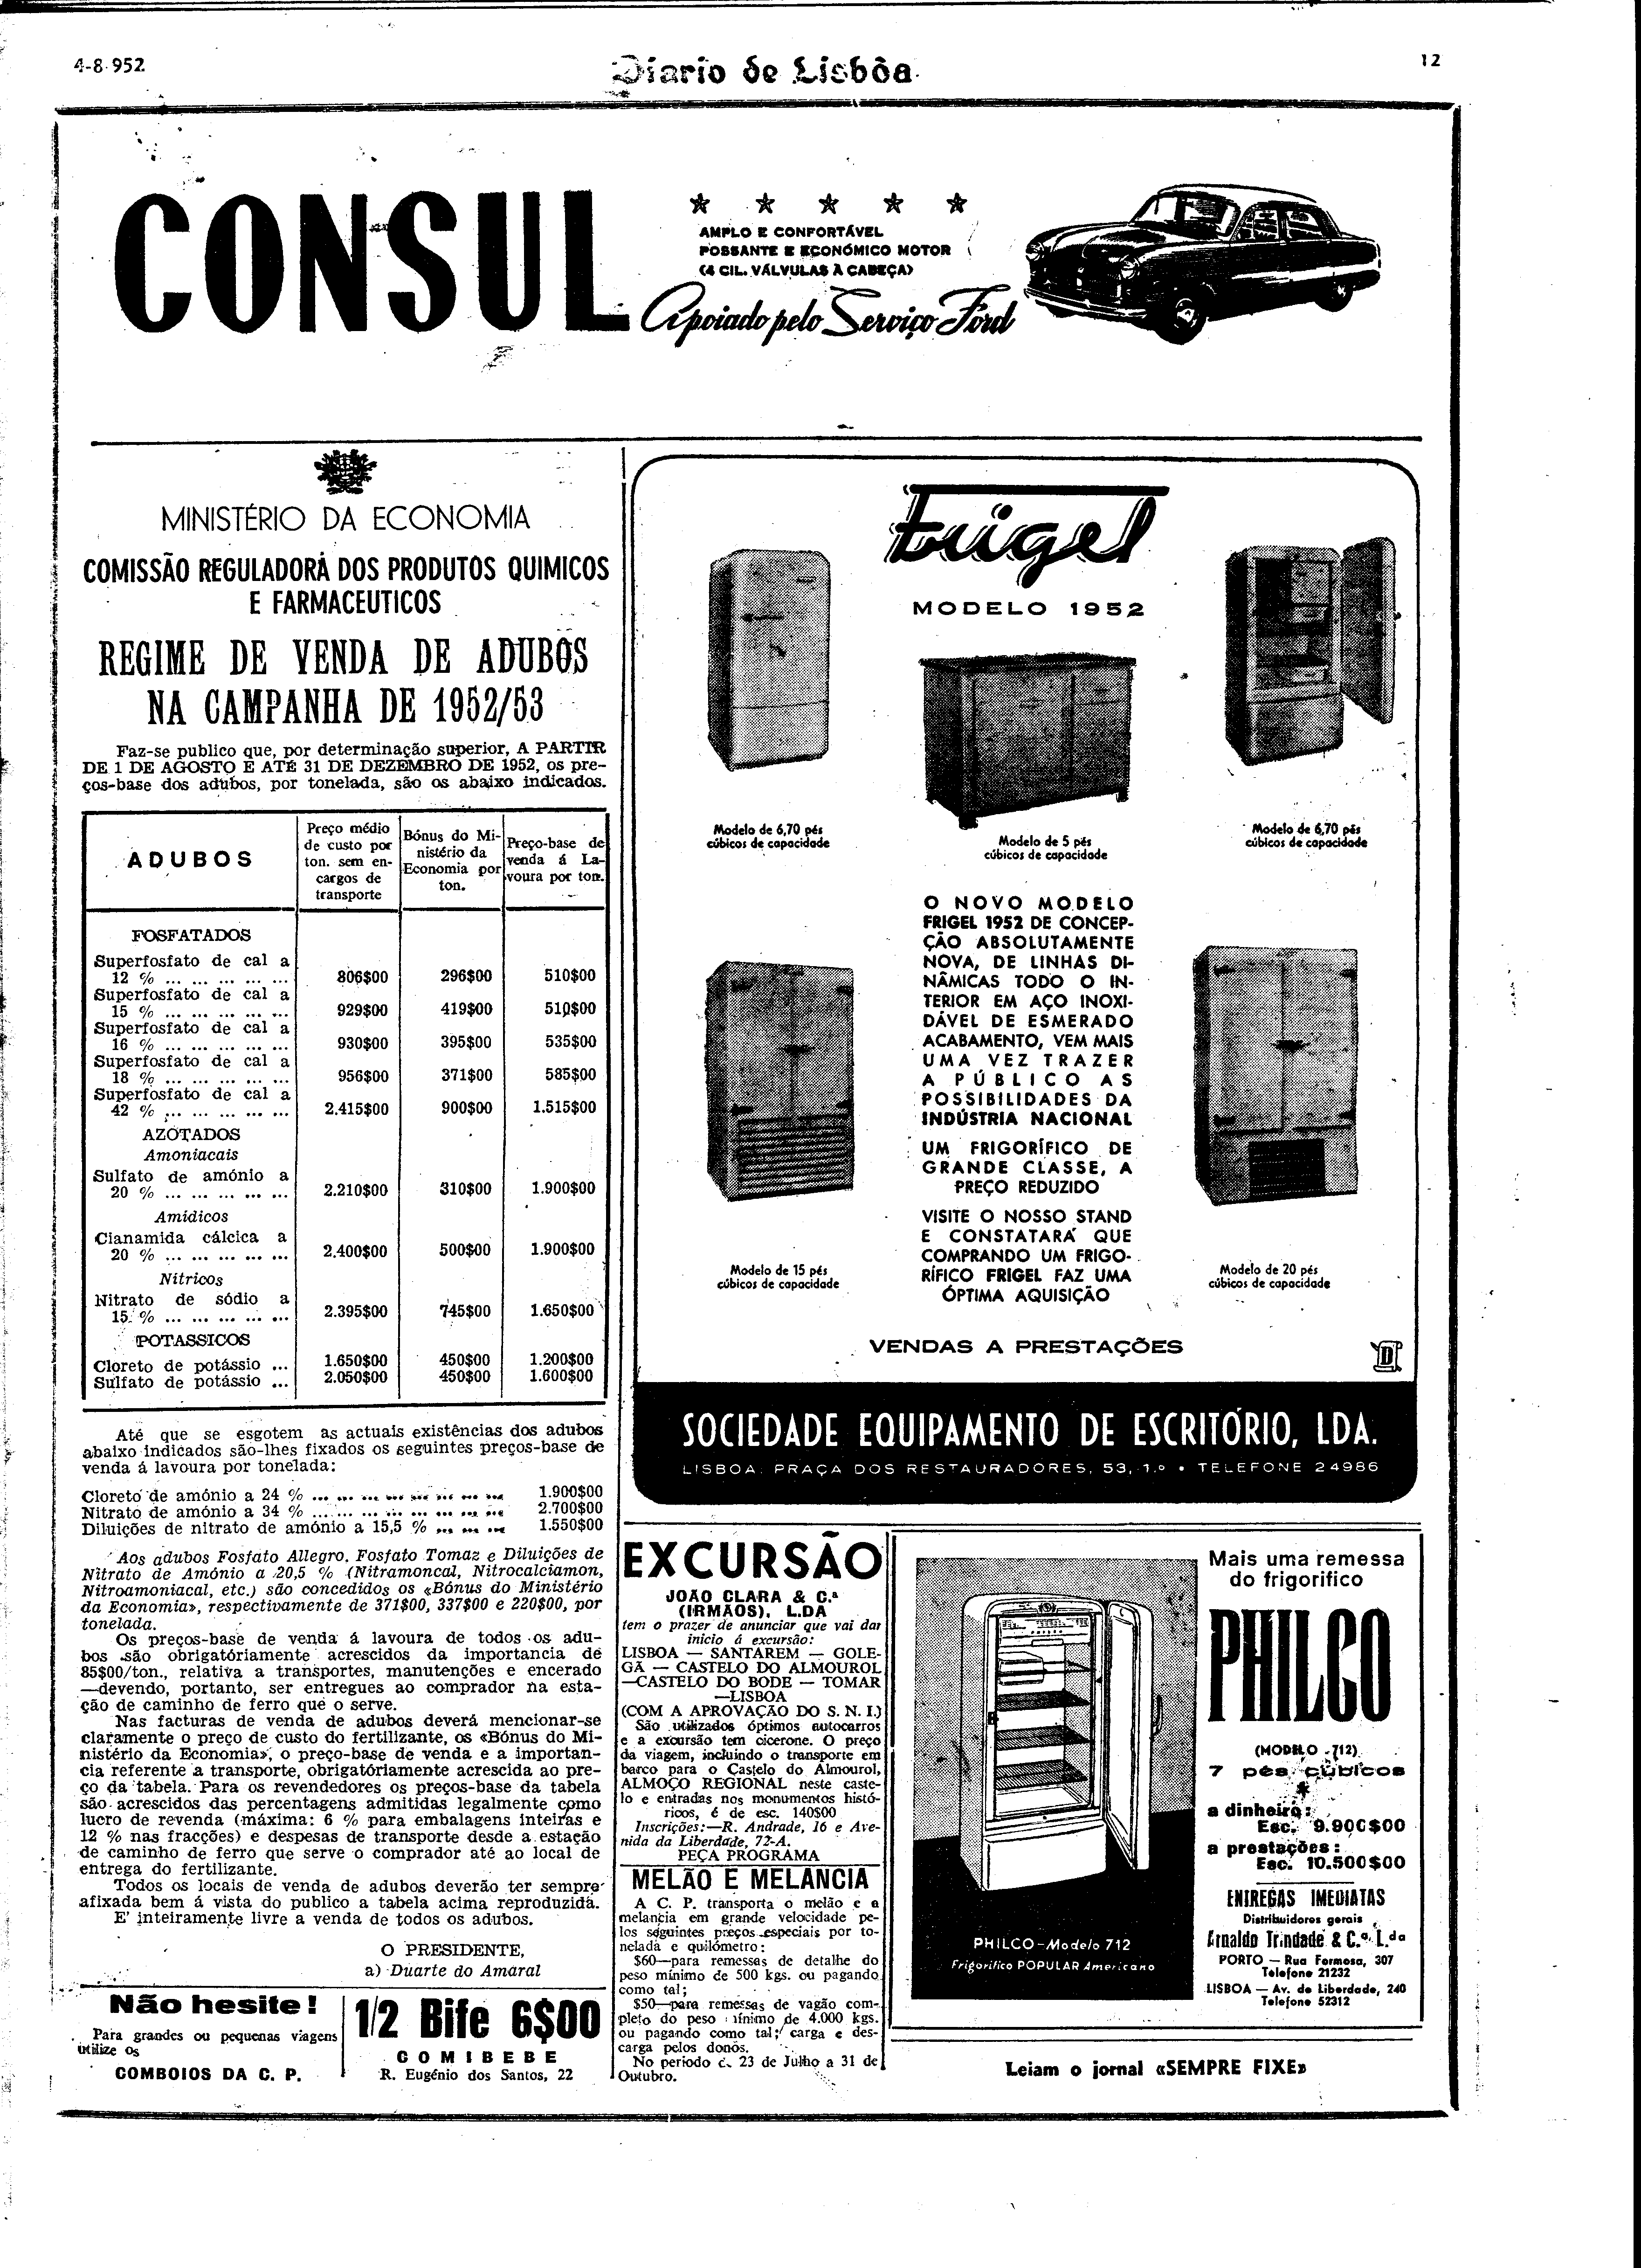 4-8-952
Diario de Lisbôa
12
CONSUL
AMPLO E CONFORTÁVEL
POSSANTE E ECONÓMICO MOTOR
(4 CIL. VÁLVULAS À CABEÇA)
Apoiado pelo Serviço Ford
MINISTÉRIO DA ECONOMIA
COMISSÃO REGULADORA DOS PRODUTOS QUIMICOS
E FARMACEUTICOS
REGIME DE VENDA DE ADUBOS
NA CAMPANHA DE 1952/53
Faz-se publico que, por determinação superior, A PARTIR
DE 1 DE AGOSTO E ATÉ 31 DE DEZEMBRO DE 1952, os pre-
ços-base dos adubos, por tonelada, são os abaixo indicados.
ADUBOS
Preço médio
de custo por
ton. sem en-
cargos de
transporte
Bónus do Mi-
nistério da
Economia por
ton.
Preço-base de
venda á La-
voura por ton.
FOSFATADOS
Superfosfato de cal a
12 % ... ... ... ... ... 806$00 296$00 510$00
Superfosfato de cal a
15 % ... ... ... ... ... 929$00 419$00 510$00
Superfosfato de cal a
16 % ... ... ... ... ... 930$00 395$00 535$00
Superfosfato de cal a
18 % ... ... ... ... ... 956$00 371$00 585$00
Superfosfato de cal a
42 % ... ... ... ... ... 2.415$00 900$00 1.515$00
AZOTADOS
Amoniacais
Sulfato de amónio a
20 % ... ... ... ... ... 2.210$00 310$00 1.900$00
Amídicos
Cianamida cálcica a
20 % ... ... ... ... ... 2.400$00 500$00 1.900$00
Nítricos
Nitrato de sódio a
15 % ... ... ... ... ... 2.395$00 745$00 1.650$00
POTASSICOS
Cloreto de potássio ... 1.650$00 450$00 1.200$00
Sulfato de potássio ... 2.050$00 450$00 1.600$00
Até que se esgotem as actuais existências dos adubos
abaixo indicados são-lhes fixados os seguintes preços-base de
venda á lavoura por tonelada:
Cloreto de amónio a 24 % ... ... ... ... ... ... ... ... 1.900$00
Nitrato de amónio a 34 % ... ... ... ... ... ... ... ... 2.700$00
Diluições de nitrato de amónio a 15,5 % ... ... ... 1.550$00
Aos adubos Fosfato Allegro, Fosfato Tomaz e Diluições de
Nitrato de Amónio a 20,5 % (Nitramoncal, Nitrocalciamon,
Nitroamoniacal, etc.) são concedidos os «Bónus do Ministério
da Economia», respectivamente de 371$00, 337$00 e 220$00, por
tonelada.
Os preços-base de venda á lavoura de todos os adu-
bos são obrigatóriamente acrescidos da importancia de
85$00/ton., relativa a transportes, manutenções e encerado
—devendo, portanto, ser entregues ao comprador na esta-
ção de caminho de ferro que o serve.
Nas facturas de venda de adubos deverá mencionar-se
claramente o preço de custo do fertilizante, os «Bónus do Mi-
nistério da Economia», o preço-base de venda e a importan-
cia referente a transporte, obrigatóriamente acrescida ao pre-
ço da tabela. Para os revendedores os preços-base da tabela
são acrescidos das percentagens admitidas legalmente como
lucro de revenda (máxima: 6 % para embalagens inteiras e
12 % nas fracções) e despesas de transporte desde a estação
de caminho de ferro que serve o comprador até ao local de
entrega do fertilizante.
Todos os locais de venda de adubos deverão ter sempre
afixada bem á vista do publico a tabela acima reproduzida.
E' inteiramente livre a venda de todos os adubos.
O PRESIDENTE,
a) Duarte do Amaral
Não hesite!
Para grandes ou pequenas viagens
utilize os
COMBOIOS DA C. P.
1/2 Bife 6$00
COMIBEBE
R. Eugénio dos Santos, 22
Frigel
MODELO 1952
Modelo de 6,70 pés
cúbicos de capacidade
Modelo de 5 pés
cúbicos de capacidade
Modelo de 6,70 pés
cúbicos de capacidade
O NOVO MODELO
FRIGEL 1952 DE CONCEP-
ÇÃO ABSOLUTAMENTE
NOVA, DE LINHAS DI-
NÂMICAS TODO O IN-
TERIOR EM AÇO INOXI-
DÁVEL DE ESMERADO
ACABAMENTO, VEM MAIS
UMA VEZ TRAZER
A PÚBLICO AS
POSSIBILIDADES DA
INDÚSTRIA NACIONAL
UM FRIGORÍFICO DE
GRANDE CLASSE, A
PREÇO REDUZIDO
VISITE O NOSSO STAND
E CONSTATARÁ QUE
COMPRANDO UM FRIGO-
RÍFICO FRIGEL FAZ UMA
ÓPTIMA AQUISIÇÃO
Modelo de 15 pés
cúbicos de capacidade
Modelo de 20 pés
cúbicos de capacidade
VENDAS A PRESTAÇÕES
SOCIEDADE EQUIPAMENTO DE ESCRITÓRIO, LDA.
LISBOA: PRAÇA DOS RESTAURADORES, 53, 1.º • TELEFONE 24986
EXCURSÃO
JOÃO CLARA & C.ª
(IRMÃOS), L.DA
tem o prazer de anunciar que vai dar
inicio á excursão:
LISBOA — SANTAREM — GOLE-
GÃ — CASTELO DO ALMOUROL
—CASTELO DO BODE — TOMAR
—LISBOA
(COM A APROVAÇÃO DO S. N. I.)
São utilizados óptimos autocarros
e a excursão tem cicerone. O preço
da viagem, incluindo o transporte em
barco para o Castelo do Almourol,
ALMOÇO REGIONAL neste caste-
lo e entradas nos monumentos histó-
ricos, é de esc. 140$00
Inscrições:—R. Andrade, 16 e Ave-
nida da Liberdade, 72-A.
PEÇA PROGRAMA
MELÃO E MELANCIA
A C. P. transporta o melão e a
melancia em grande velocidade pe-
los séguintes preços especiais por to-
nelada e quilómetro:
$60—para remessas de detalhe do
peso mínimo de 500 kgs. ou pagando
como tal;
$50—para remessas de vagão com-
pleto do peso mínimo de 4.000 kgs.
ou pagando como tal; carga e des-
carga pelos donos.
No periodo d. 23 de Julho a 31 de
Outubro.
PHILCO—Modelo 712
Frigorífico POPULAR Americano
Mais uma remessa
do frigorifico
PHILCO
(MODELO 712)
7 pés cúbicos
a dinheiro:
Esc. 9.900$00
a prestações:
Esc. 10.500$00
ENTREGAS IMEDIATAS
Distribuidores gerais
Arnaldo Trindade & C.ª L.da
PORTO — Rua Formosa, 307
Telefone 21232
LISBOA — Av. da Liberdade, 240
Telefone 52312
Leiam o jornal «SEMPRE FIXE»